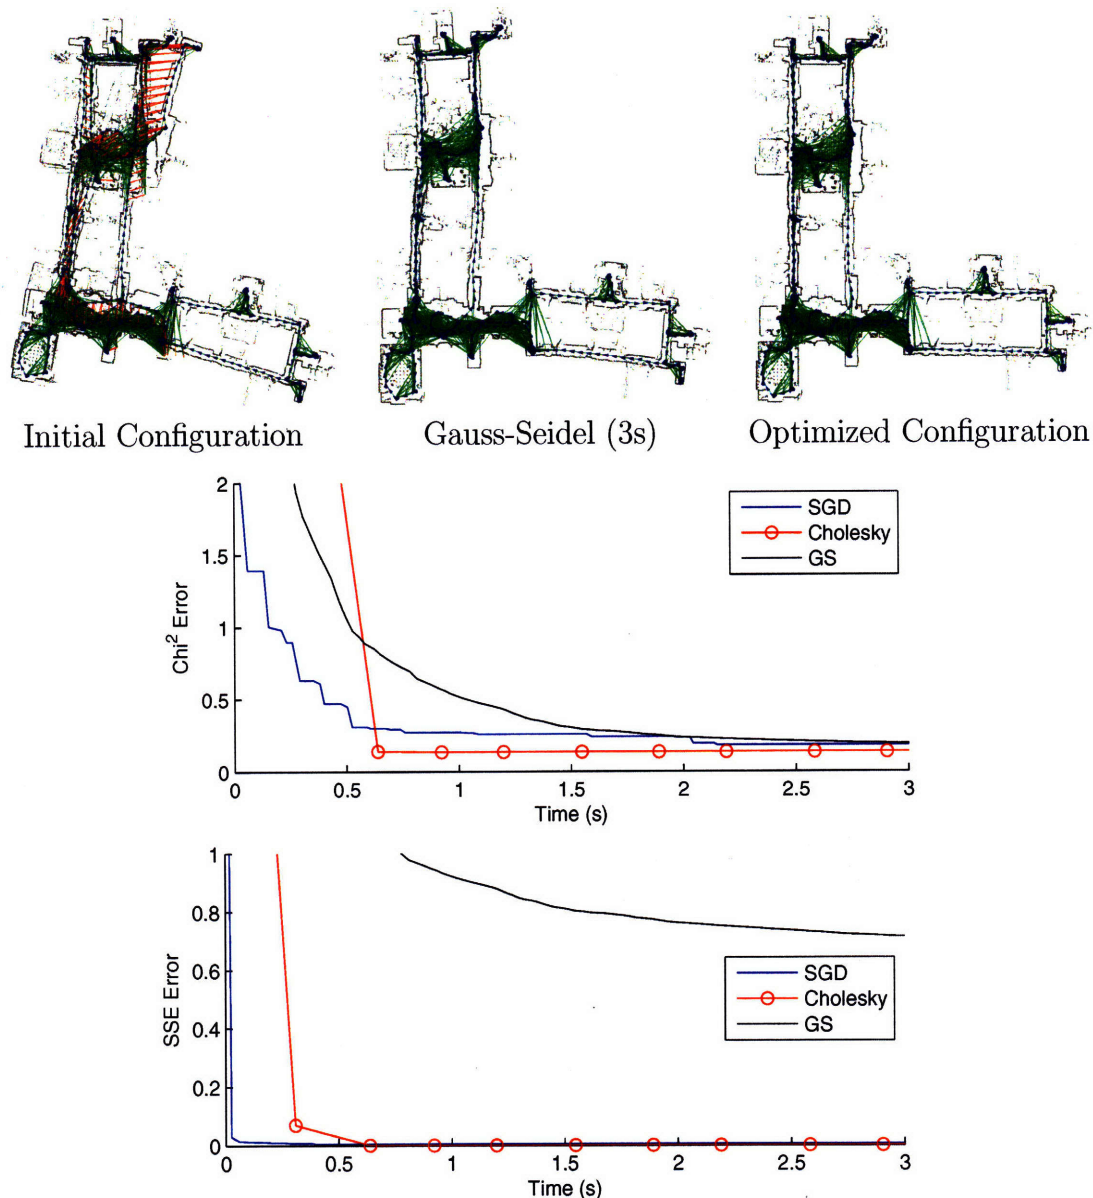 Initial Configuration
Gauss-Seidel (3s)
Optimized Configuration
2
1.5
1
0.5
0
Chi² Error
SGD
Cholesky
GS
0
0.5
1
1.5
2
2.5
3
Time (s)
1
0.8
0.6
0.4
0.2
0
SSE Error
SGD
Cholesky
GS
0
0.5
1
1.5
2
2.5
3
Time (s)